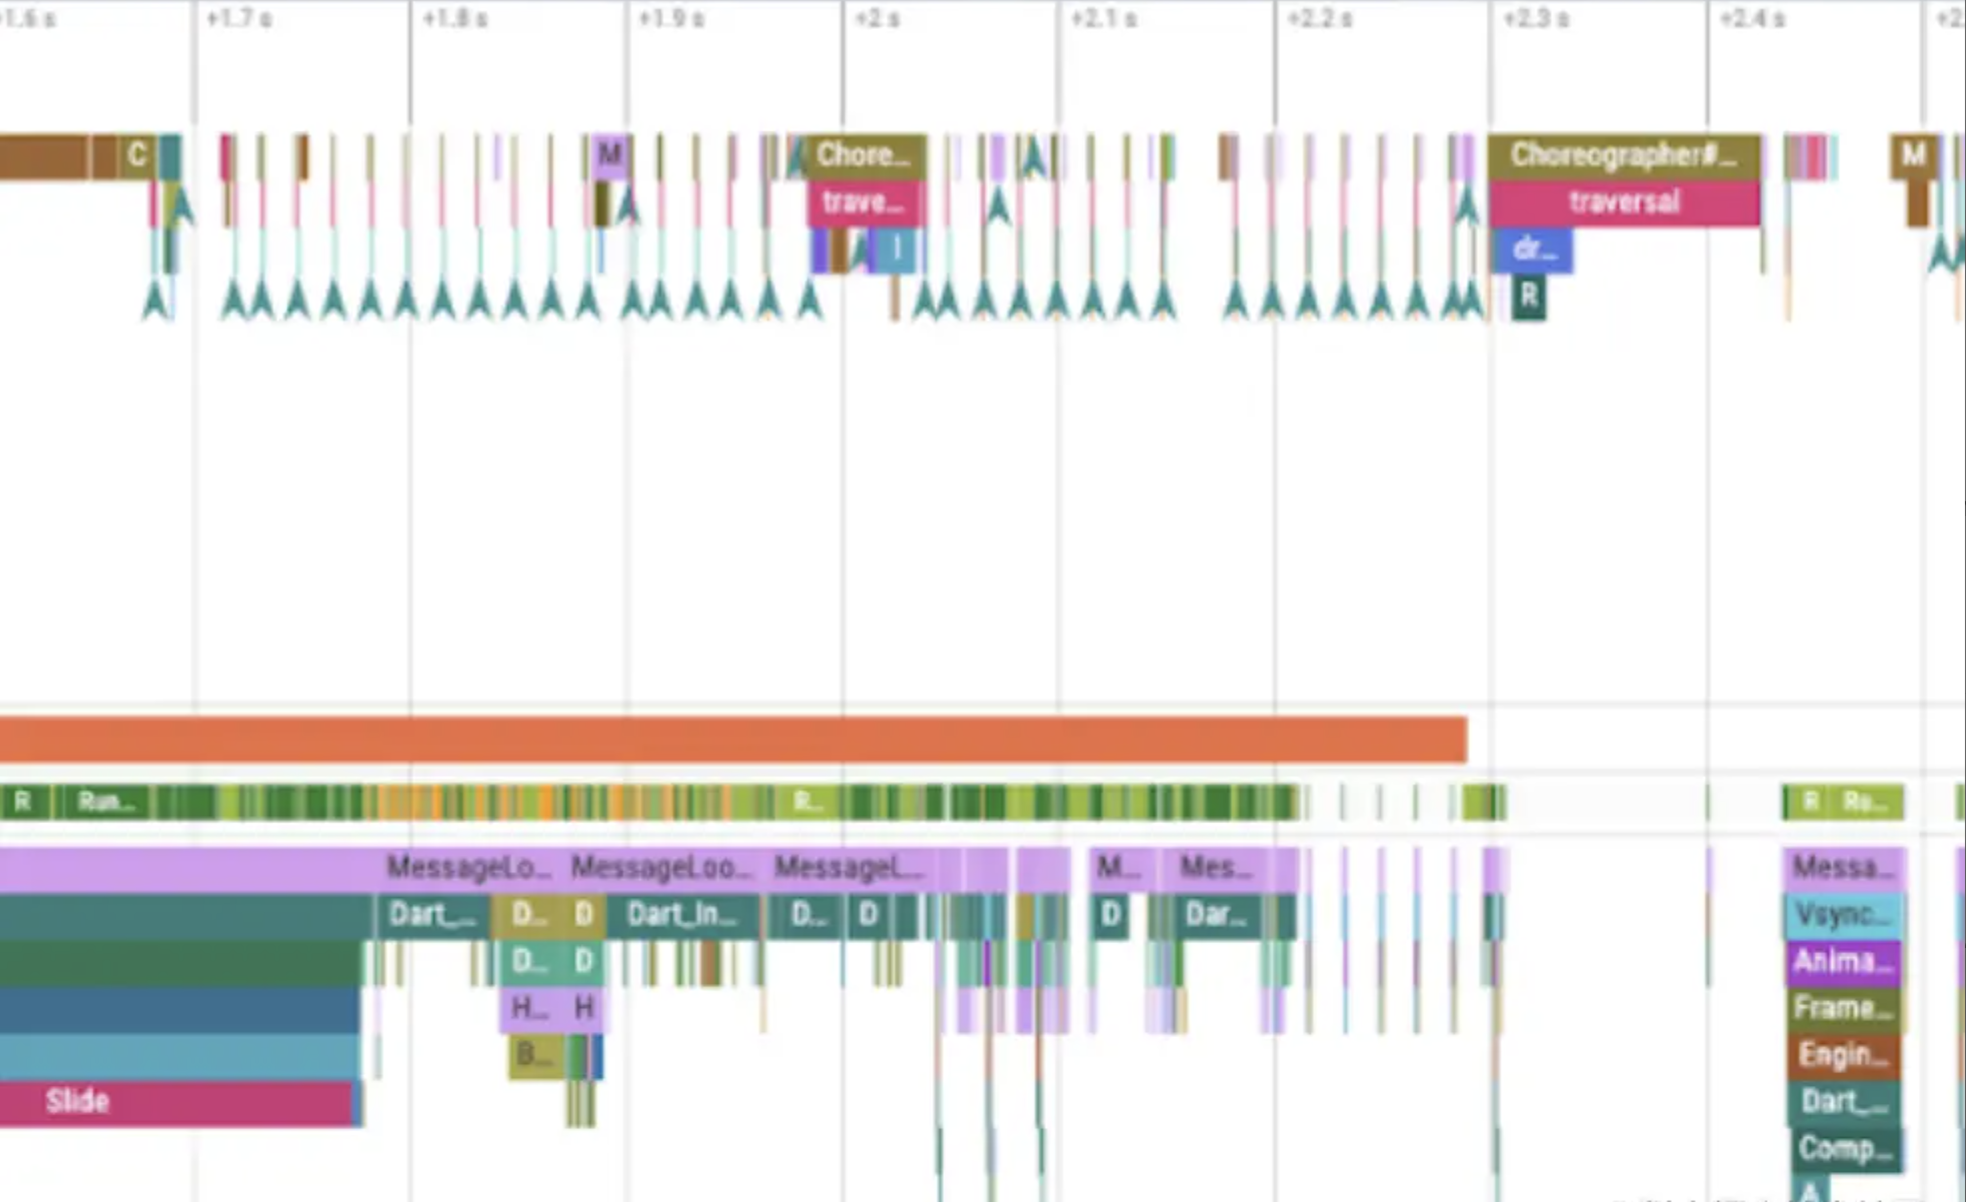 +1.6 s +1.7 s +1.8 s +1.9 s +2 s +2.1 s +2.2 s +2.3 s +2.4 s +2.
C M Chore... Choreographer#... M
trave... traversal
I dr...
R
R Run... R... R Ru...
MessageLo... MessageLoo... MessageL... M... Mes... Messa...
Dart_... D... D Dart_In... D... D D Dar... Vsync...
D... D Anima...
H... H Frame...
B... Engin...
Slide Dart_...
Comp...
A